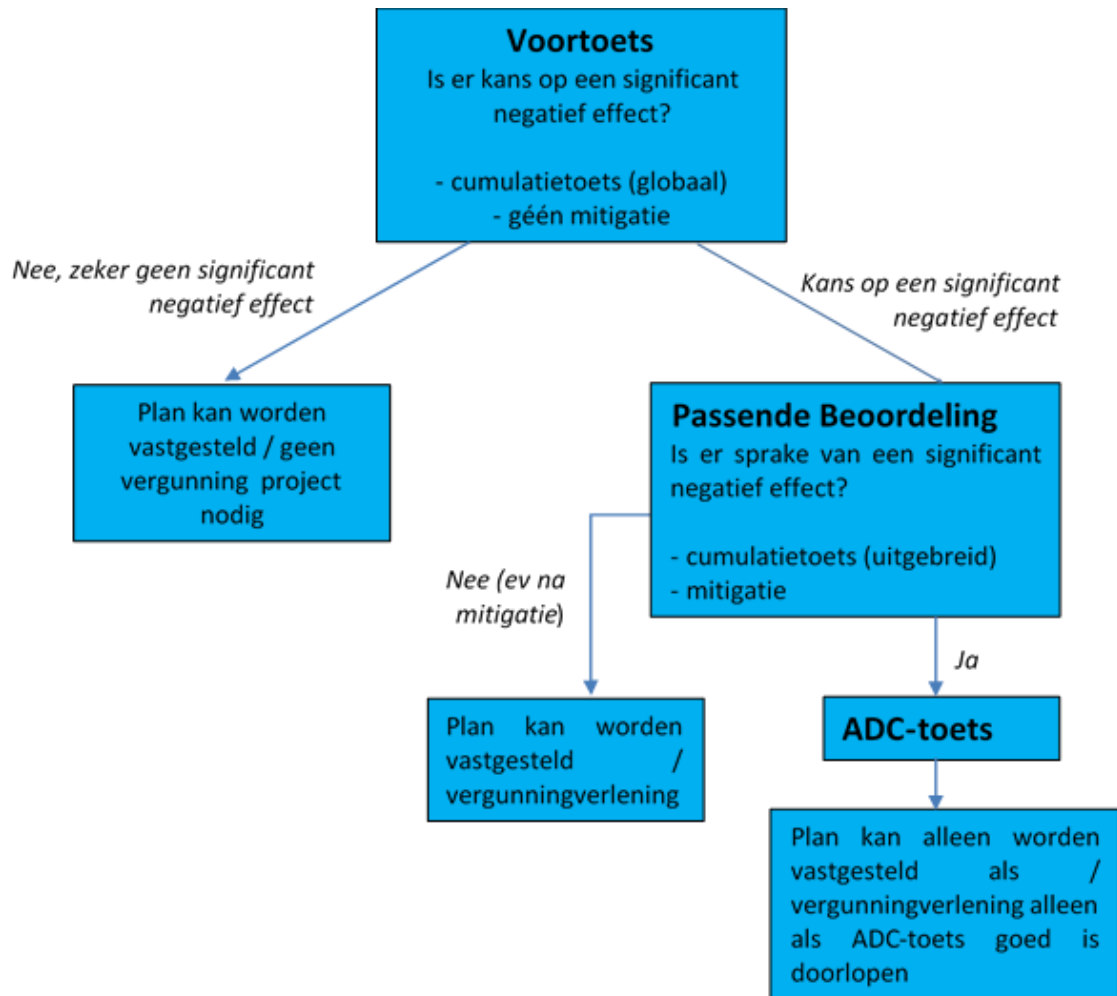 Voortoets
Is er kans op een significant
negatief effect?
- cumulatietoets (globaal)
- géén mitigatie
Nee, zeker geen significant
negatief effect
Kans op een significant
negatief effect
Plan kan worden
vastgesteld / geen
vergunning project
nodig
Passende Beoordeling
Is er sprake van een significant
negatief effect?
- cumulatietoets (uitgebreid)
- mitigatie
Nee (ev na
mitigatie)
Ja
Plan kan worden
vastgesteld /
vergunningverlening
ADC-toets
Plan kan alleen worden
vastgesteld als /
vergunningverlening alleen
als ADC-toets goed is
doorlopen